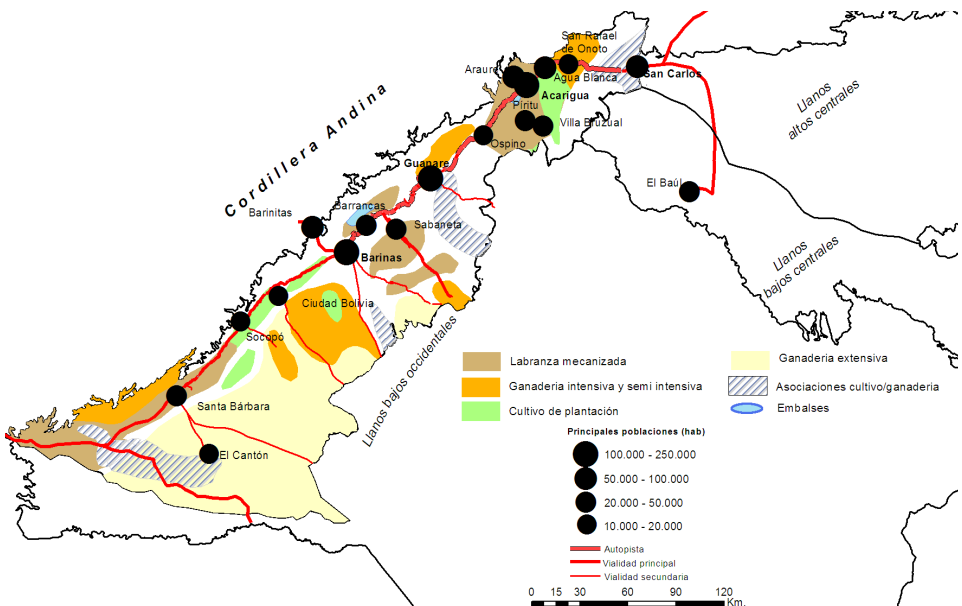 San Rafael
de Onoto
Araure
Agua Blanca
San Carlos
Acarigua
Píritu
Villa Bruzual
Ospino
Llanos
altos centrales
Cordillera Andina
Guanare
El Baúl
Barrancas
Barinitas
Sabaneta
Barinas
Llanos
bajos centrales
Ciudad Bolivia
Socopó
Llanos bajos occidentales
Santa Bárbara
El Cantón
Labranza mecanizada
Ganaderia intensiva y semi intensiva
Cultivo de plantación
Ganaderia extensiva
Asociaciones cultivo/ganaderia
Embalses
Principales poblaciones (hab)
100.000 - 250.000
50.000 - 100.000
20.000 - 50.000
10.000 - 20.000
Autopista
Vialidad principal
Vialidad secundaria
0 15 30 60 90 120
Km.